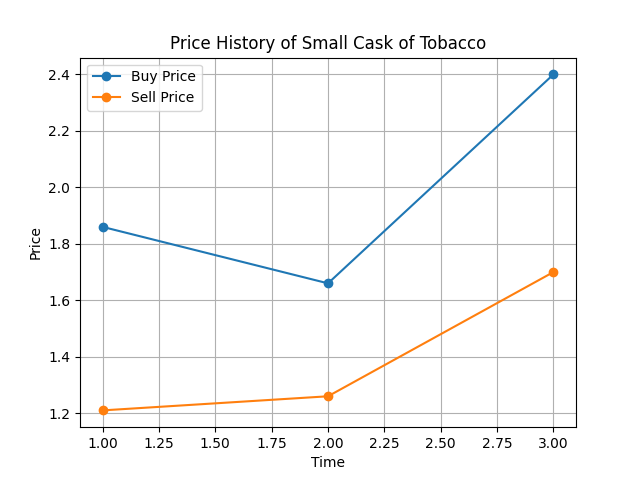 Price History of Small Cask of Tobacco
Buy Price
Sell Price
2.4
2.2
2.0
1.8
1.6
1.4
1.2
Price
1.00 1.25 1.50 1.75 2.00 2.25 2.50 2.75 3.00
Time